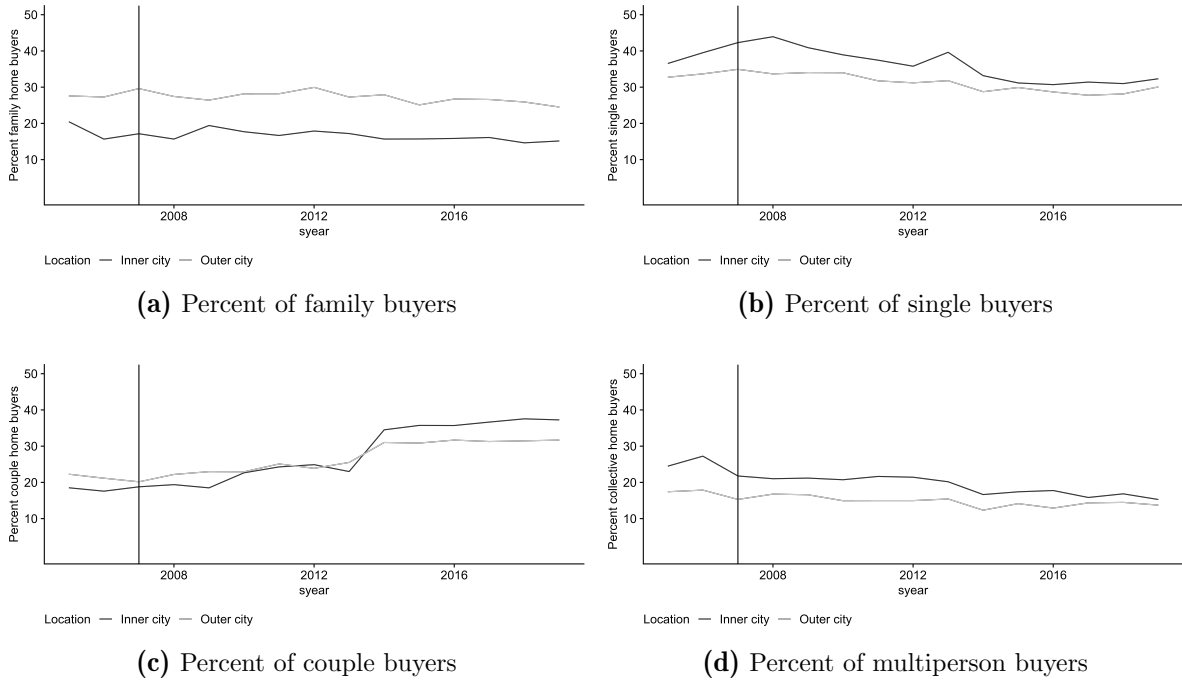 50
40
30
20
10
Percent family home buyers
2008 2012 2016
syear
Location Inner city Outer city
(a) Percent of family buyers
50
40
30
20
10
Percent single home buyers
2008 2012 2016
syear
Location Inner city Outer city
(b) Percent of single buyers
50
40
30
20
10
Percent couple home buyers
2008 2012 2016
syear
Location Inner city Outer city
(c) Percent of couple buyers
50
40
30
20
10
Percent collective home buyers
2008 2012 2016
syear
Location Inner city Outer city
(d) Percent of multiperson buyers